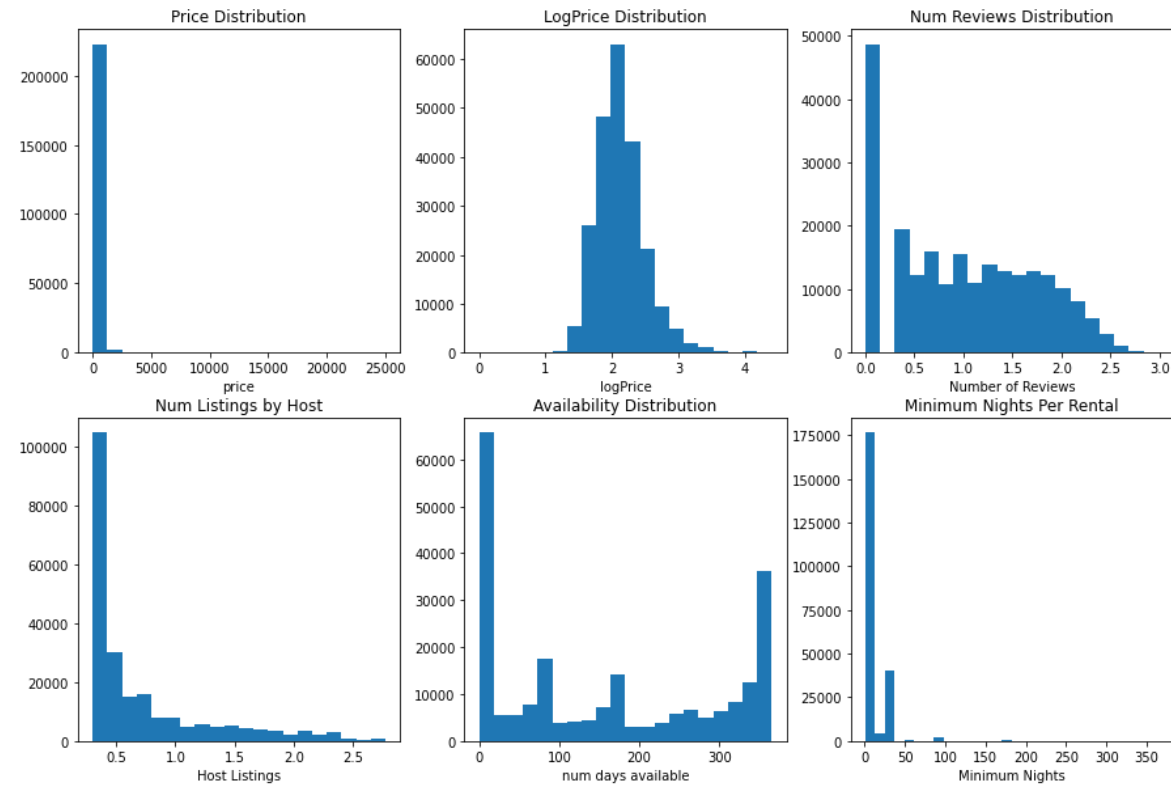 Price Distribution
200000
150000
100000
50000
0
0 5000 10000 15000 20000 25000
price
LogPrice Distribution
60000
50000
40000
30000
20000
10000
0
0 1 2 3 4
logPrice
Num Reviews Distribution
50000
40000
30000
20000
10000
0
0.0 0.5 1.0 1.5 2.0 2.5 3.0
Number of Reviews
Num Listings by Host
100000
80000
60000
40000
20000
0
0.5 1.0 1.5 2.0 2.5
Host Listings
Availability Distribution
60000
50000
40000
30000
20000
10000
0
0 100 200 300
num days available
Minimum Nights Per Rental
175000
150000
125000
100000
75000
50000
25000
0
0 50 100 150 200 250 300 350
Minimum Nights